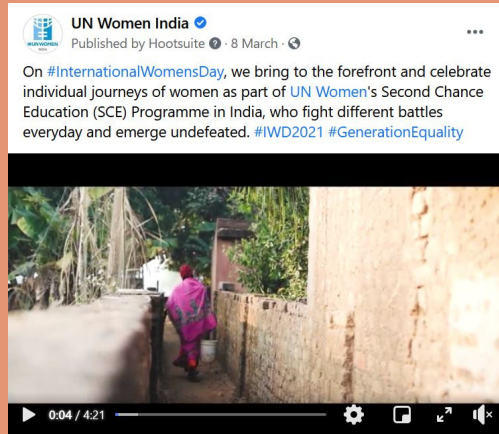 UN Women India
Published by Hootsuite · 8 March ·
On #InternationalWomensDay, we bring to the forefront and celebrate
individual journeys of women as part of UN Women's Second Chance
Education (SCE) Programme in India, who fight different battles
everyday and emerge undefeated. #IWD2021 #GenerationEquality
0:04 / 4:21